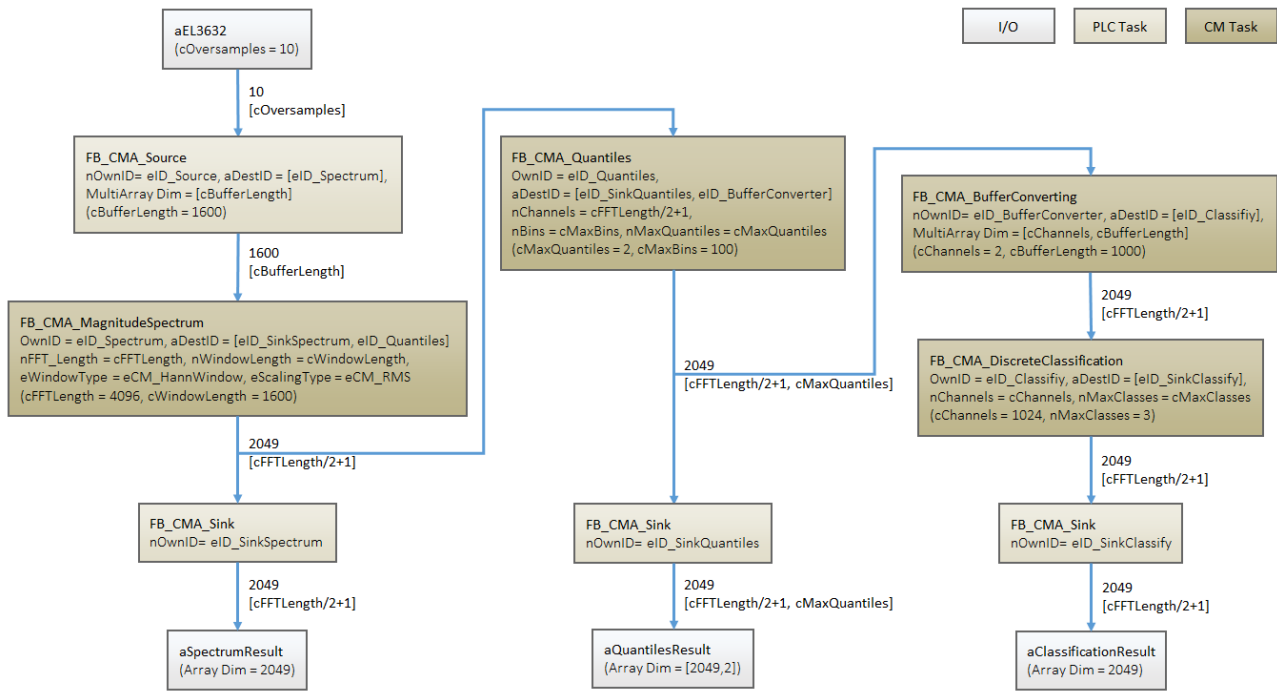 aEL3632
(cOversamples = 10)
I/O
PLC Task
CM Task
10
[cOversamples]
FB_CMA_Source
nOwnID= eID_Source, aDestID = [eID_Spectrum],
MultiArray Dim = [cBufferLength]
(cBufferLength = 1600)
1600
[cBufferLength]
FB_CMA_MagnitudeSpectrum
OwnID = eID_Spectrum, aDestID = [eID_SinkSpectrum, eID_Quantiles]
nFFT_Length = cFFTLength, nWindowLength = cWindowLength,
eWindowType = eCM_HannWindow, eScalingType = eCM_RMS
(cFFTLength = 4096, cWindowLength = 1600)
2049
[cFFTLength/2+1]
FB_CMA_Sink
nOwnID= eID_SinkSpectrum
2049
[cFFTLength/2+1]
aSpectrumResult
(Array Dim = 2049)
FB_CMA_Quantiles
OwnID = eID_Quantiles,
aDestID = [eID_SinkQuantiles, eID_BufferConverter]
nChannels = cFFTLength/2+1,
nBins = cMaxBins, nMaxQuantiles = cMaxQuantiles
(cMaxQuantiles = 2, cMaxBins = 100)
2049
[cFFTLength/2+1, cMaxQuantiles]
FB_CMA_Sink
nOwnID= eID_SinkQuantiles
2049
[cFFTLength/2+1, cMaxQuantiles]
aQuantilesResult
(Array Dim = [2049,2])
FB_CMA_BufferConverting
nOwnID= eID_BufferConverter, aDestID = [eID_Classifiy],
MultiArray Dim = [cChannels, cBufferLength]
(cChannels = 2, cBufferLength = 1000)
2049
[cFFTLength/2+1]
FB_CMA_DiscreteClassification
OwnID = eID_Classifiy, aDestID = [eID_SinkClassify],
nChannels = cChannels, nMaxClasses = cMaxClasses
(cChannels = 1024, nMaxClasses = 3)
2049
[cFFTLength/2+1]
FB_CMA_Sink
nOwnID= eID_SinkClassify
2049
[cFFTLength/2+1]
aClassificationResult
(Array Dim = 2049)